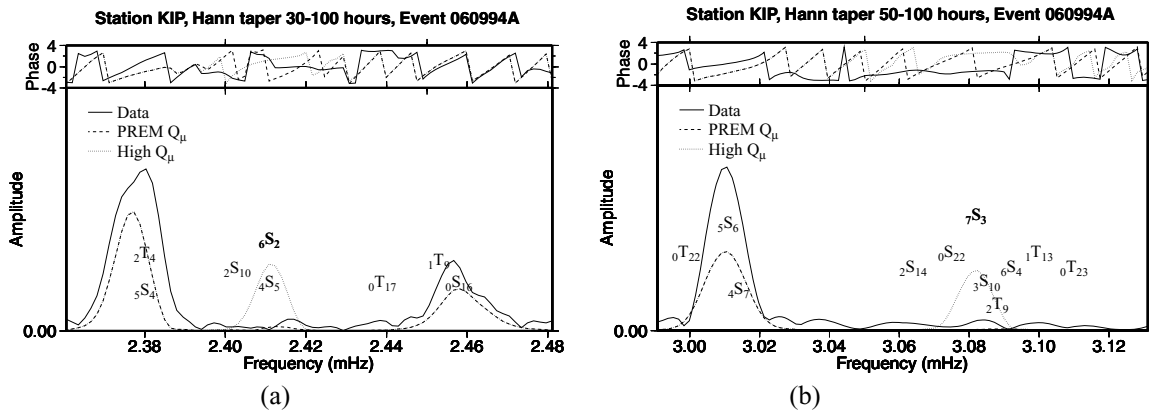 Station KIP, Hann taper 30-100 hours, Event 060994A
Phase
4
0
-4
Data
PREM Qμ
High Qμ
Amplitude
6S2
2T4
2S10
1T9
5S4
4S5
0T17
0S16
0.00
2.38 2.40 2.42 2.44 2.46 2.48
Frequency (mHz)
(a)
Station KIP, Hann taper 50-100 hours, Event 060994A
Phase
4
0
-4
Data
PREM Qμ
High Qμ
Amplitude
7S3
5S6
0T22
0S22
6S4
1T13
2S14
0T23
4S7
3S10
2T9
0.00
3.00 3.02 3.04 3.06 3.08 3.10 3.12
Frequency (mHz)
(b)